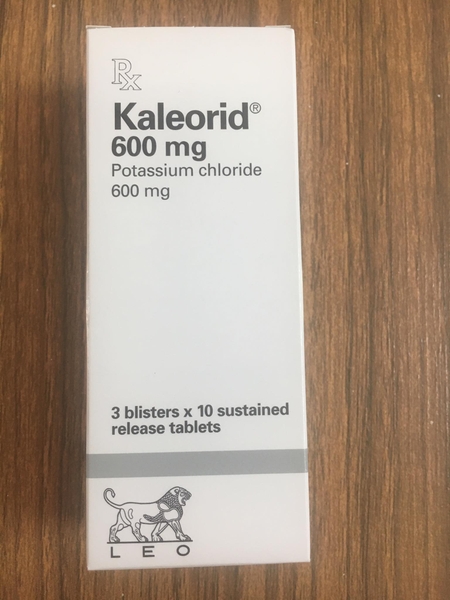 Rx
Kaleorid®
600 mg
Potassium chloride
600 mg
3 blisters x 10 sustained
release tablets
LEO